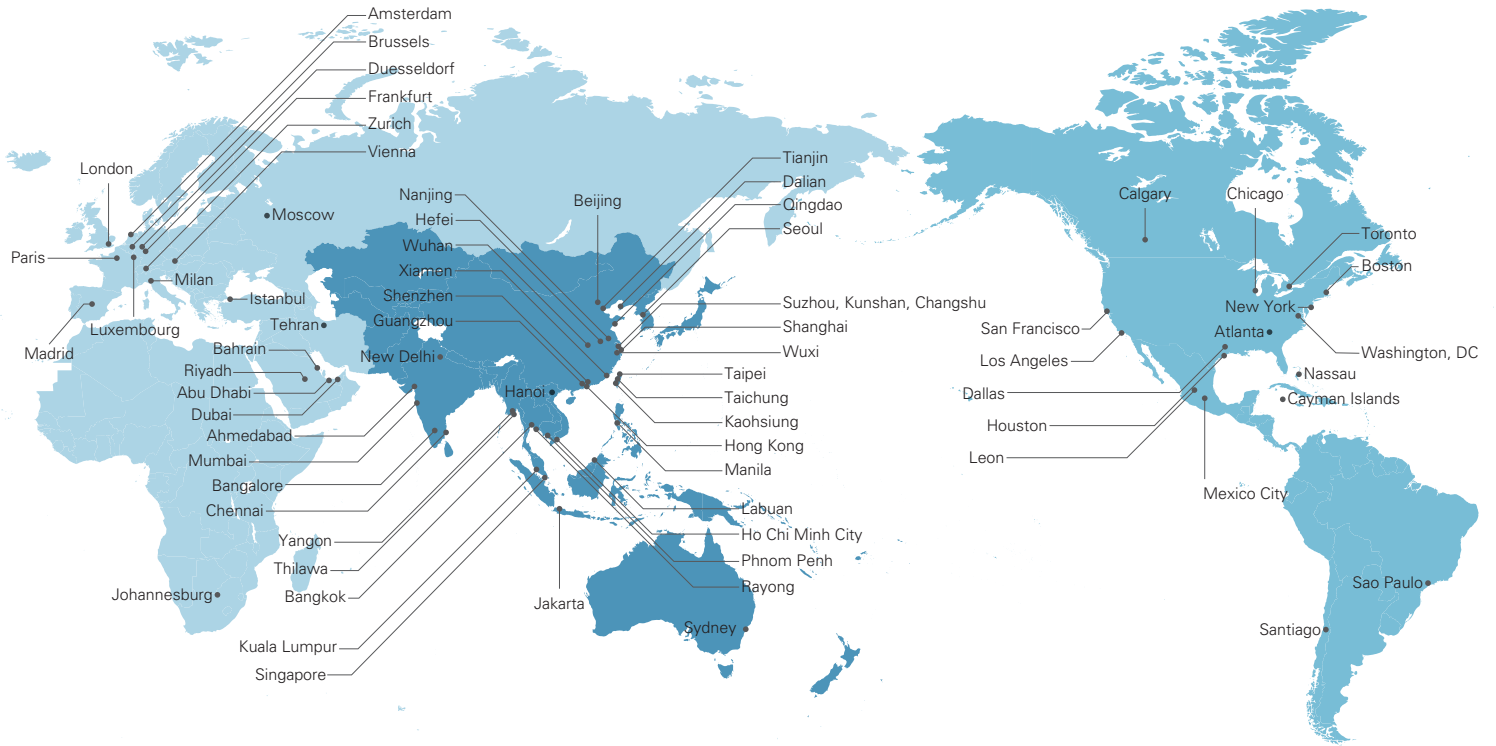 Amsterdam
Brussels
Duesseldorf
Frankfurt
Zurich
Vienna
London
Moscow
Paris
Milan
Istanbul
Luxembourg
Tehran
Madrid
Bahrain
Riyadh
Abu Dhabi
Dubai
Ahmedabad
Mumbai
Bangalore
Chennai
Yangon
Thilawa
Bangkok
Johannesburg
Kuala Lumpur
Singapore
Nanjing
Hefei
Wuhan
Xiamen
Shenzhen
Guangzhou
New Delhi
Hanoi
Beijing
Tianjin
Dalian
Qingdao
Seoul
Suzhou, Kunshan, Changshu
Shanghai
Wuxi
Taipei
Taichung
Kaohsiung
Hong Kong
Manila
Labuan
Ho Chi Minh City
Phnom Penh
Rayong
Jakarta
Sydney
Calgary
Chicago
Toronto
Boston
New York
San Francisco
Atlanta
Los Angeles
Washington, DC
Nassau
Dallas
Cayman Islands
Houston
Leon
Mexico City
Sao Paulo
Santiago